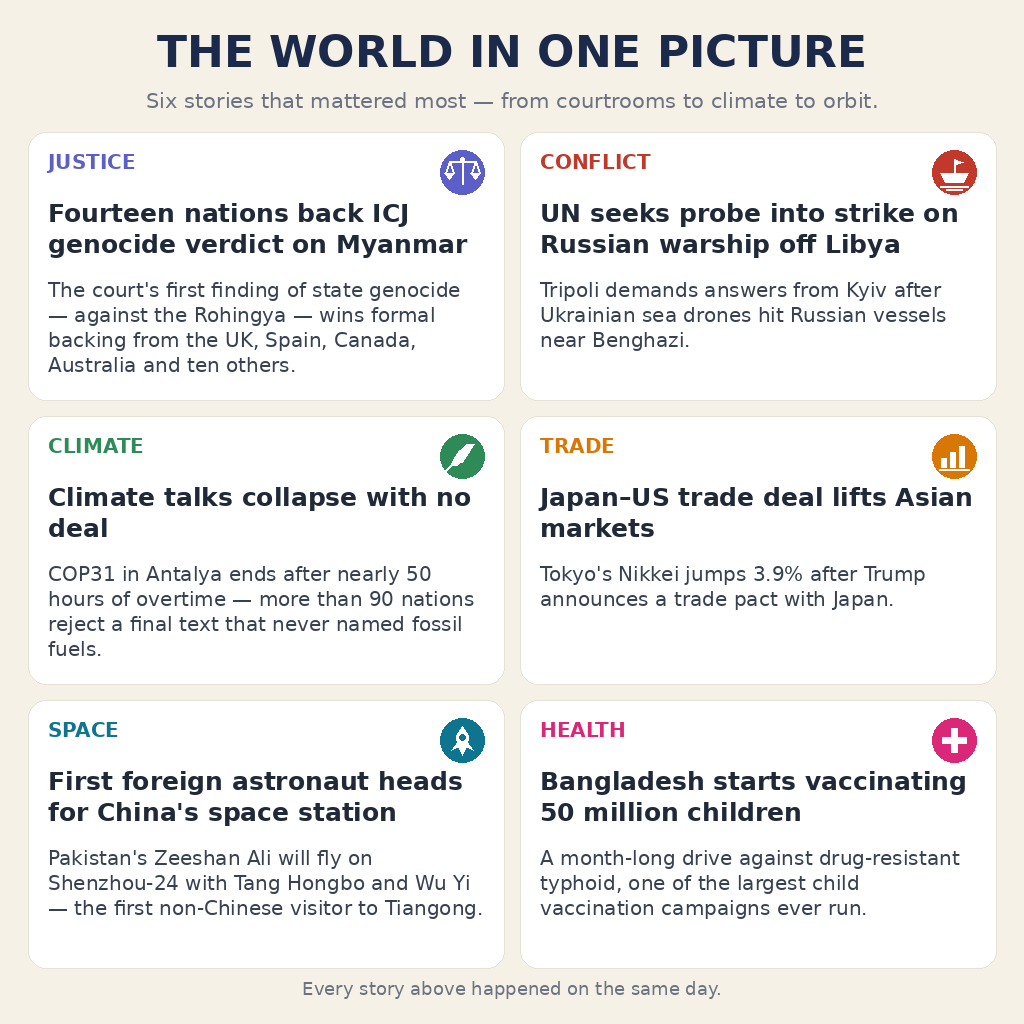 THE WORLD IN ONE PICTURE
Six stories that mattered most — from courtrooms to climate to orbit.
JUSTICE
Fourteen nations back ICJ
genocide verdict on Myanmar
The court's first finding of state genocide
— against the Rohingya — wins formal
backing from the UK, Spain, Canada,
Australia and ten others.
CONFLICT
UN seeks probe into strike on
Russian warship off Libya
Tripoli demands answers from Kyiv after
Ukrainian sea drones hit Russian vessels
near Benghazi.
CLIMATE
Climate talks collapse with no
deal
COP31 in Antalya ends after nearly 50
hours of overtime — more than 90 nations
reject a final text that never named fossil
fuels.
TRADE
Japan–US trade deal lifts Asian
markets
Tokyo's Nikkei jumps 3.9% after Trump
announces a trade pact with Japan.
SPACE
First foreign astronaut heads
for China's space station
Pakistan's Zeeshan Ali will fly on
Shenzhou-24 with Tang Hongbo and Wu Yi
— the first non-Chinese visitor to Tiangong.
HEALTH
Bangladesh starts vaccinating
50 million children
A month-long drive against drug-resistant
typhoid, one of the largest child
vaccination campaigns ever run.
Every story above happened on the same day.